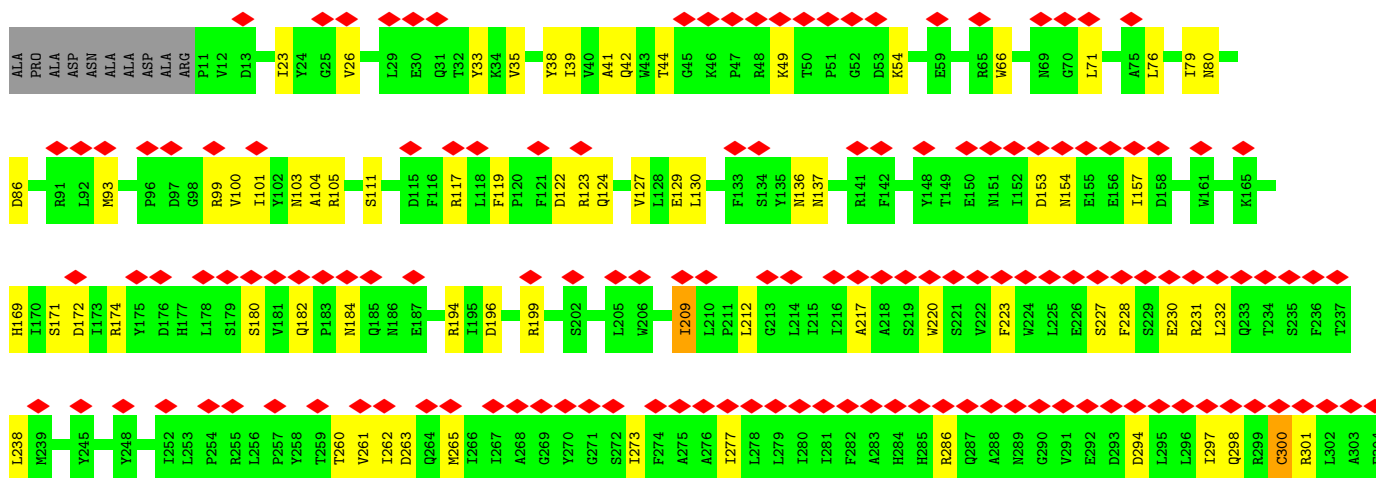 ALA PRO ALA ASP ASN ALA ALA ASP ALA ARG P11 V12 D13 I23 Y24 G25 V26 L29 E30 Q31 T32 Y33 K34 V35 Y38 I39 V40 A41 Q42 W43 T44 G45 K46 P47 R48 K49 T50 P51 G52 D53 K54 E59 R65 W66 N69 G70 L71 A75 L76 I79 N80
D86 R91 L92 M93 P96 D97 G98 R99 V100 I101 Y102 N103 A104 R105 S111 D115 F116 R117 L118 F119 P120 F121 D122 R123 Q124 V127 L128 E129 L130 F133 S134 Y135 N136 N137 R141 F142 Y148 T149 E150 N151 I152 D153 N154 E155 E156 I157 D158 W161 K165
H169 I170 S171 D172 I173 R174 Y175 D176 H177 L178 S179 S180 V181 Q182 P183 N184 Q185 N186 E187 R194 I195 D196 R199 S202 L205 W206 I209 L210 P211 L212 G213 L214 I215 I216 A217 A218 S219 W220 S221 V222 F223 W224 L225 E226 S227 F228 S229 E230 R231 L232 Q233 T234 S235 F236 T237
L238 M239 Y245 Y248 I252 L253 P254 R255 L256 P257 Y258 T259 T260 V261 I262 D263 Q264 M265 I266 I267 A268 G269 Y270 G271 S272 I273 F274 A275 A276 I277 L278 L279 I280 I281 F282 A283 H284 H285 R286 Q287 A288 N289 G290 V291 E292 D293 D294 L295 L296 I297 Q298 R299 C300 R301 L302 A303